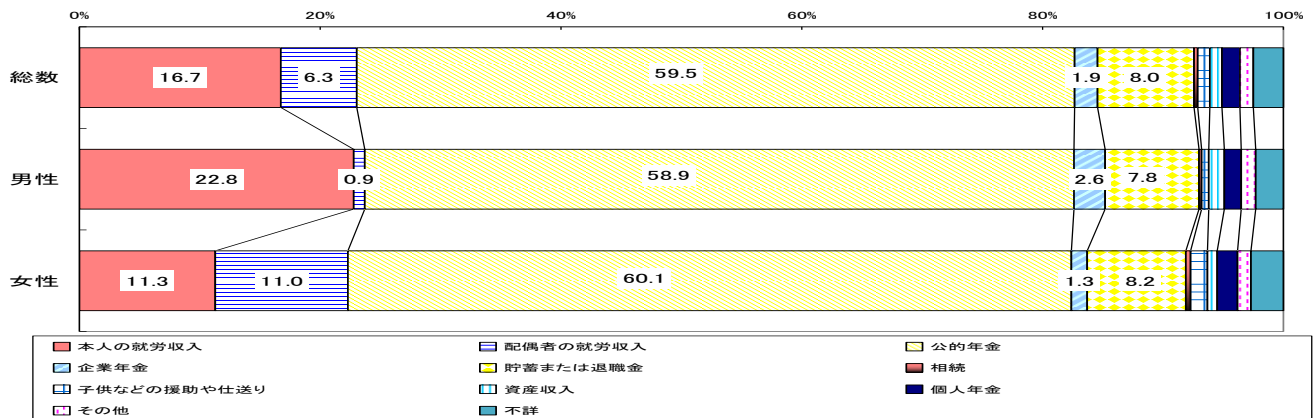 0% 20% 40% 60% 80% 100%
総数 16.7 6.3 59.5 1.9 8.0
男性 22.8 0.9 58.9 2.6 7.8
女性 11.3 11.0 60.1 1.3 8.2
本人の就労収入 配偶者の就労収入 公的年金
企業年金 貯蓄または退職金 相続
子供などの援助や仕送り 資産収入 個人年金
その他 不詳